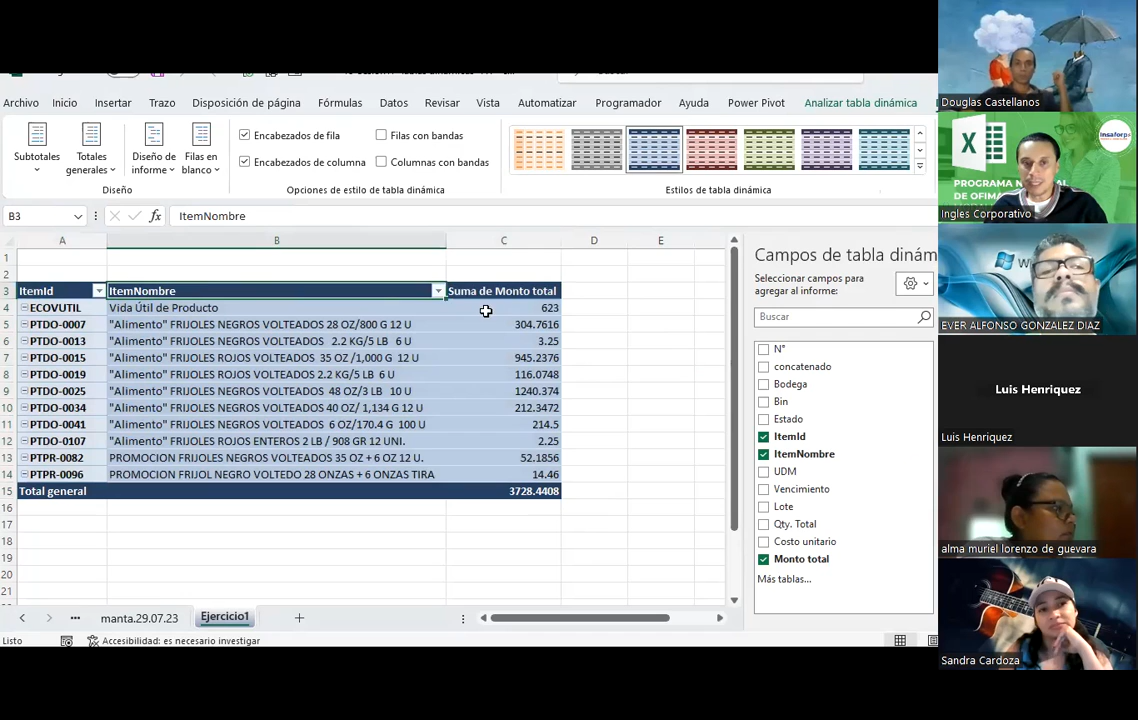 Archivo Inicio Insertar Trazo Disposición de página Fórmulas Datos Revisar Vista Automatizar Programador Ayuda Power Pivot Analizar tabla dinámica
Subtotales
Totales generales
Diseño de informe
Filas en blanco
Diseño
Encabezados de fila Filas con bandas
Encabezados de columna Columnas con bandas
Opciones de estilo de tabla dinámica
Estilos de tabla dinámica
B3 fx ItemNombre
A B C D E
1
2
3 ItemId ItemNombre Suma de Monto total
4 ECOVUTIL Vida Útil de Producto 623
5 PTDO-0007 "Alimento" FRIJOLES NEGROS VOLTEADOS 28 OZ/800 G 12 U 304.7616
6 PTDO-0013 "Alimento" FRIJOLES NEGROS VOLTEADOS 2.2 KG/5 LB 6 U 3.25
7 PTDO-0015 "Alimento" FRIJOLES ROJOS VOLTEADOS 35 OZ /1,000 G 12 U 945.2376
8 PTDO-0019 "Alimento" FRIJOLES ROJOS VOLTEADOS 2.2 KG/5 LB 6 U 116.0748
9 PTDO-0025 "Alimento" FRIJOLES NEGROS VOLTEADOS 48 OZ/3 LB 10 U 1240.374
10 PTDO-0034 "Alimento" FRIJOLES NEGROS VOLTEADOS 40 OZ/ 1,134 G 12 U 212.3472
11 PTDO-0041 "Alimento" FRIJOLES NEGROS VOLTEADOS 6 OZ/170.4 G 100 U 214.5
12 PTDO-0107 "Alimento" FRIJOLES ROJOS ENTEROS 2 LB / 908 GR 12 UNI. 2.25
13 PTPR-0082 PROMOCION FRIJOLES NEGROS VOLTEADOS 35 OZ + 6 OZ 12 U. 52.1856
14 PTPR-0096 PROMOCION FRIJOL NEGRO VOLTEDO 28 ONZAS + 6 ONZAS TIRA 14.46
15 Total general 3728.4408
16
17
18
19
20
21
Campos de tabla dinám
Seleccionar campos para
agregar al informe:
Buscar
N°
concatenado
Bodega
Bin
Estado
ItemId
ItemNombre
UDM
Vencimiento
Lote
Qty. Total
Costo unitario
Monto total
Más tablas...
manta.29.07.23 Ejercicio1
Listo Accesibilidad: es necesario investigar
Douglas Castellanos
insaforp
PROGRAMA N
DE OFIMA
Ingles Corporativo
EVER ALFONSO GONZALEZ DIAZ
Luis Henriquez
Luis Henriquez
alma muriel lorenzo de guevara
Sandra Cardoza